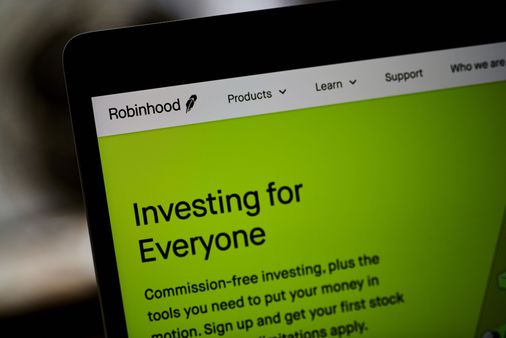 Robinhood
Products
Learn
Support
Who we are
Investing for
Everyone
Commission-free investing, plus the
tools you need to put your money in
motion. Sign up and get your first stock
limitations apply.